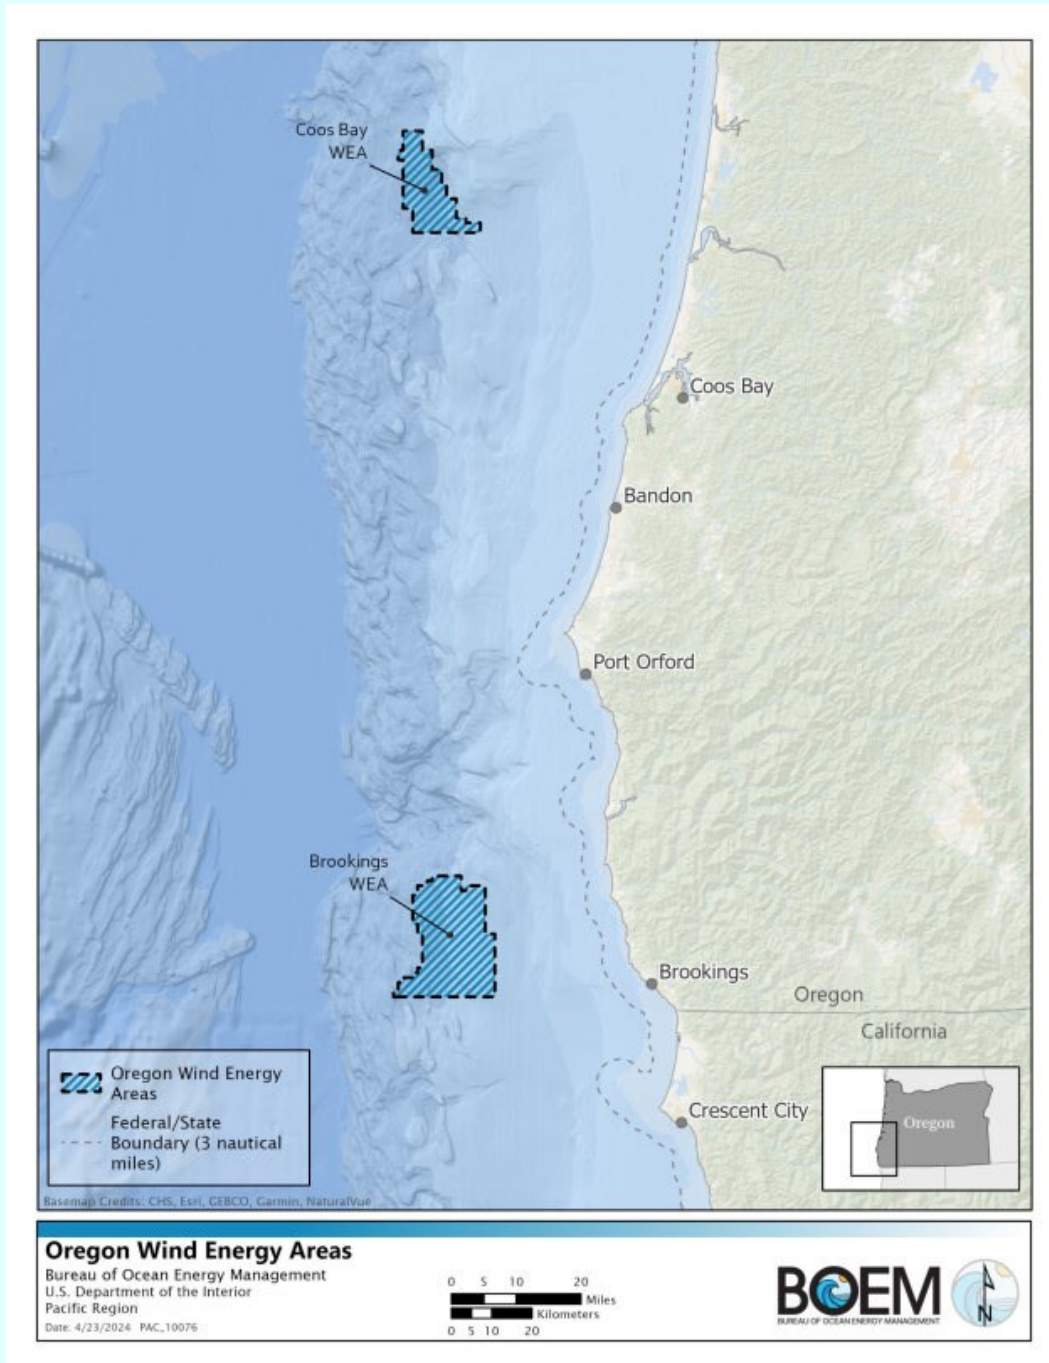 Coos Bay
WEA
Coos Bay
Bandon
Port Orford
Brookings
WEA
Brookings
Oregon
California
Crescent City
Oregon Wind Energy
Areas
Federal/State
Boundary (3 nautical
miles)
Oregon
Basemap Credits: CHS, Esri, GEBCO, Garmin, NaturalVue
Oregon Wind Energy Areas
Bureau of Ocean Energy Management
U.S. Department of the Interior
Pacific Region
Date: 4/23/2024 PAC_10076
0 5 10 20
Miles
Kilometers
0 5 10 20
BOEM
BUREAU OF OCEAN ENERGY MANAGEMENT
N